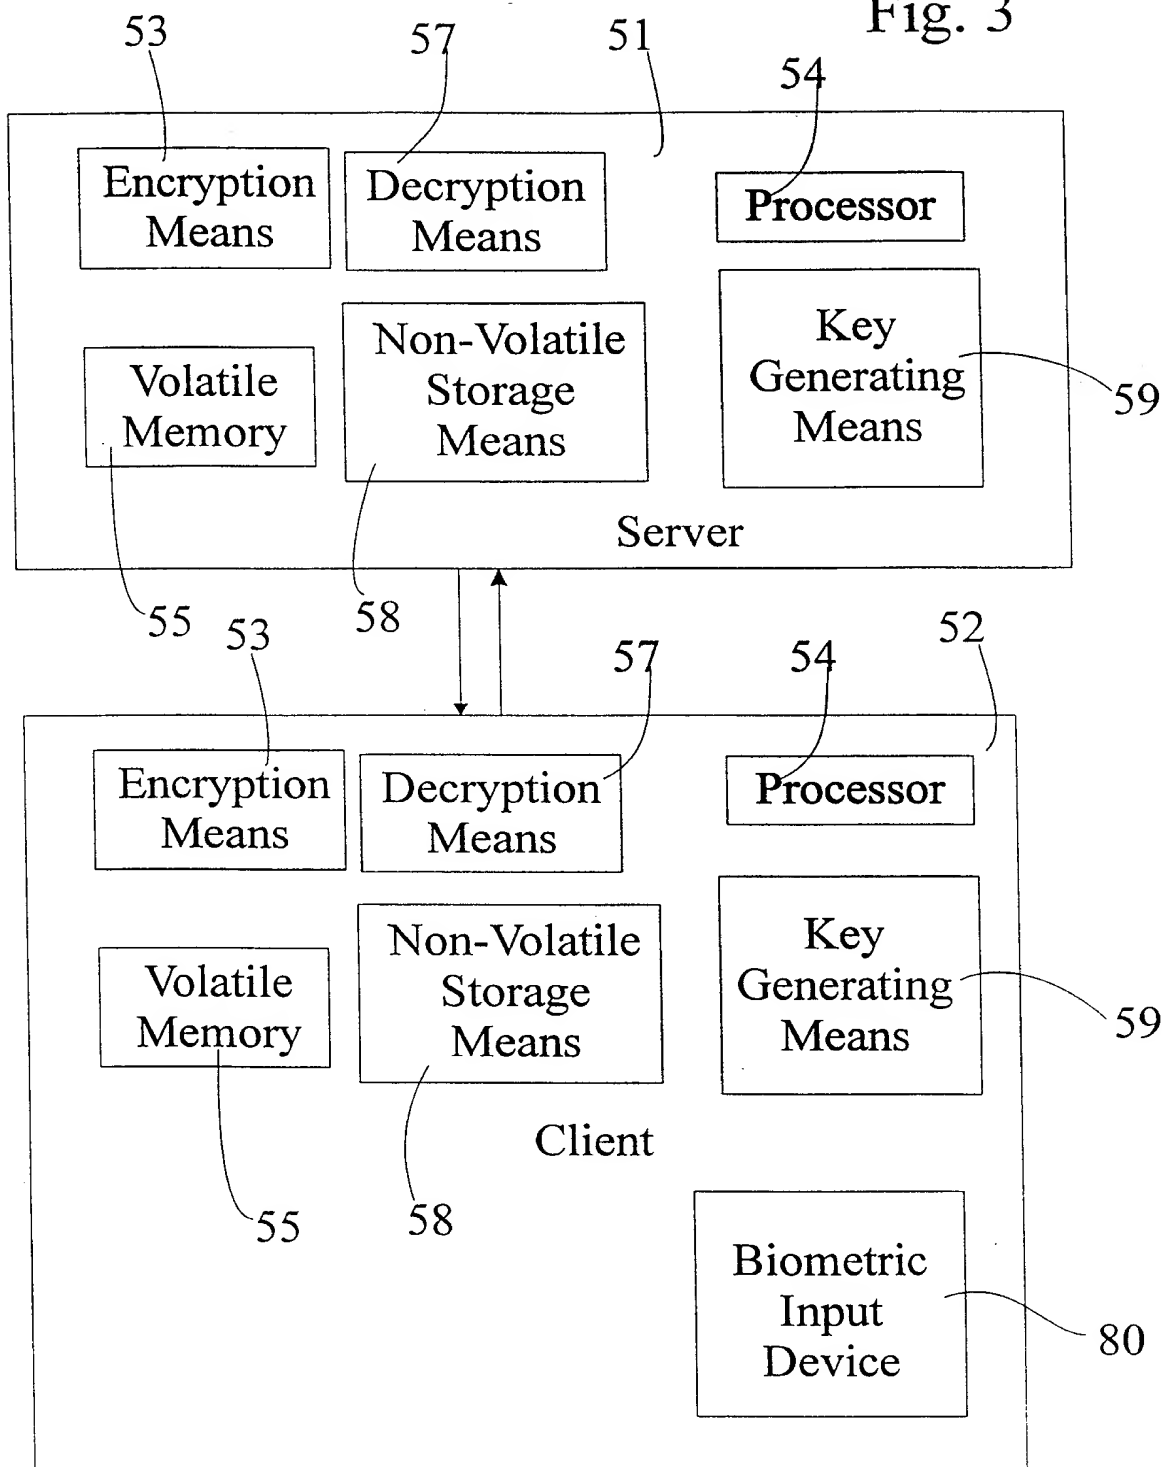 Fig. 3
53
57
51
54
Encryption
Means
Decryption
Means
Processor
Volatile
Memory
Non-Volatile
Storage
Means
Key
Generating
Means
59
Server
55
58
53
57
54
52
Encryption
Means
Decryption
Means
Processor
Volatile
Memory
Non-Volatile
Storage
Means
Key
Generating
Means
59
Client
55
58
Biometric
Input
Device
80